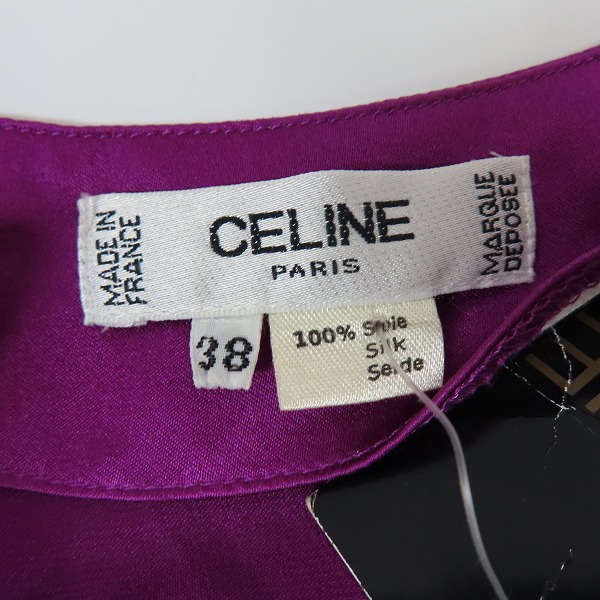 MADE IN
FRANCE
CELINE
PARIS
MARQUE
DEPOSEE
38
100% Soie
Silk
Seide